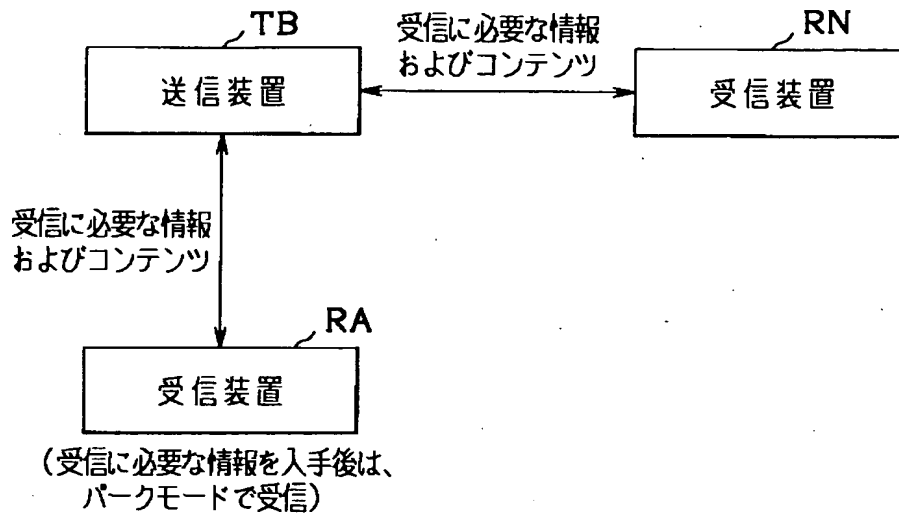 TB
送信装置
受信に必要な情報
およびコンテンツ
RN
受信装置
受信に必要な情報
およびコンテンツ
RA
受信装置
(受信に必要な情報を入手後は、
パークモードで受信)